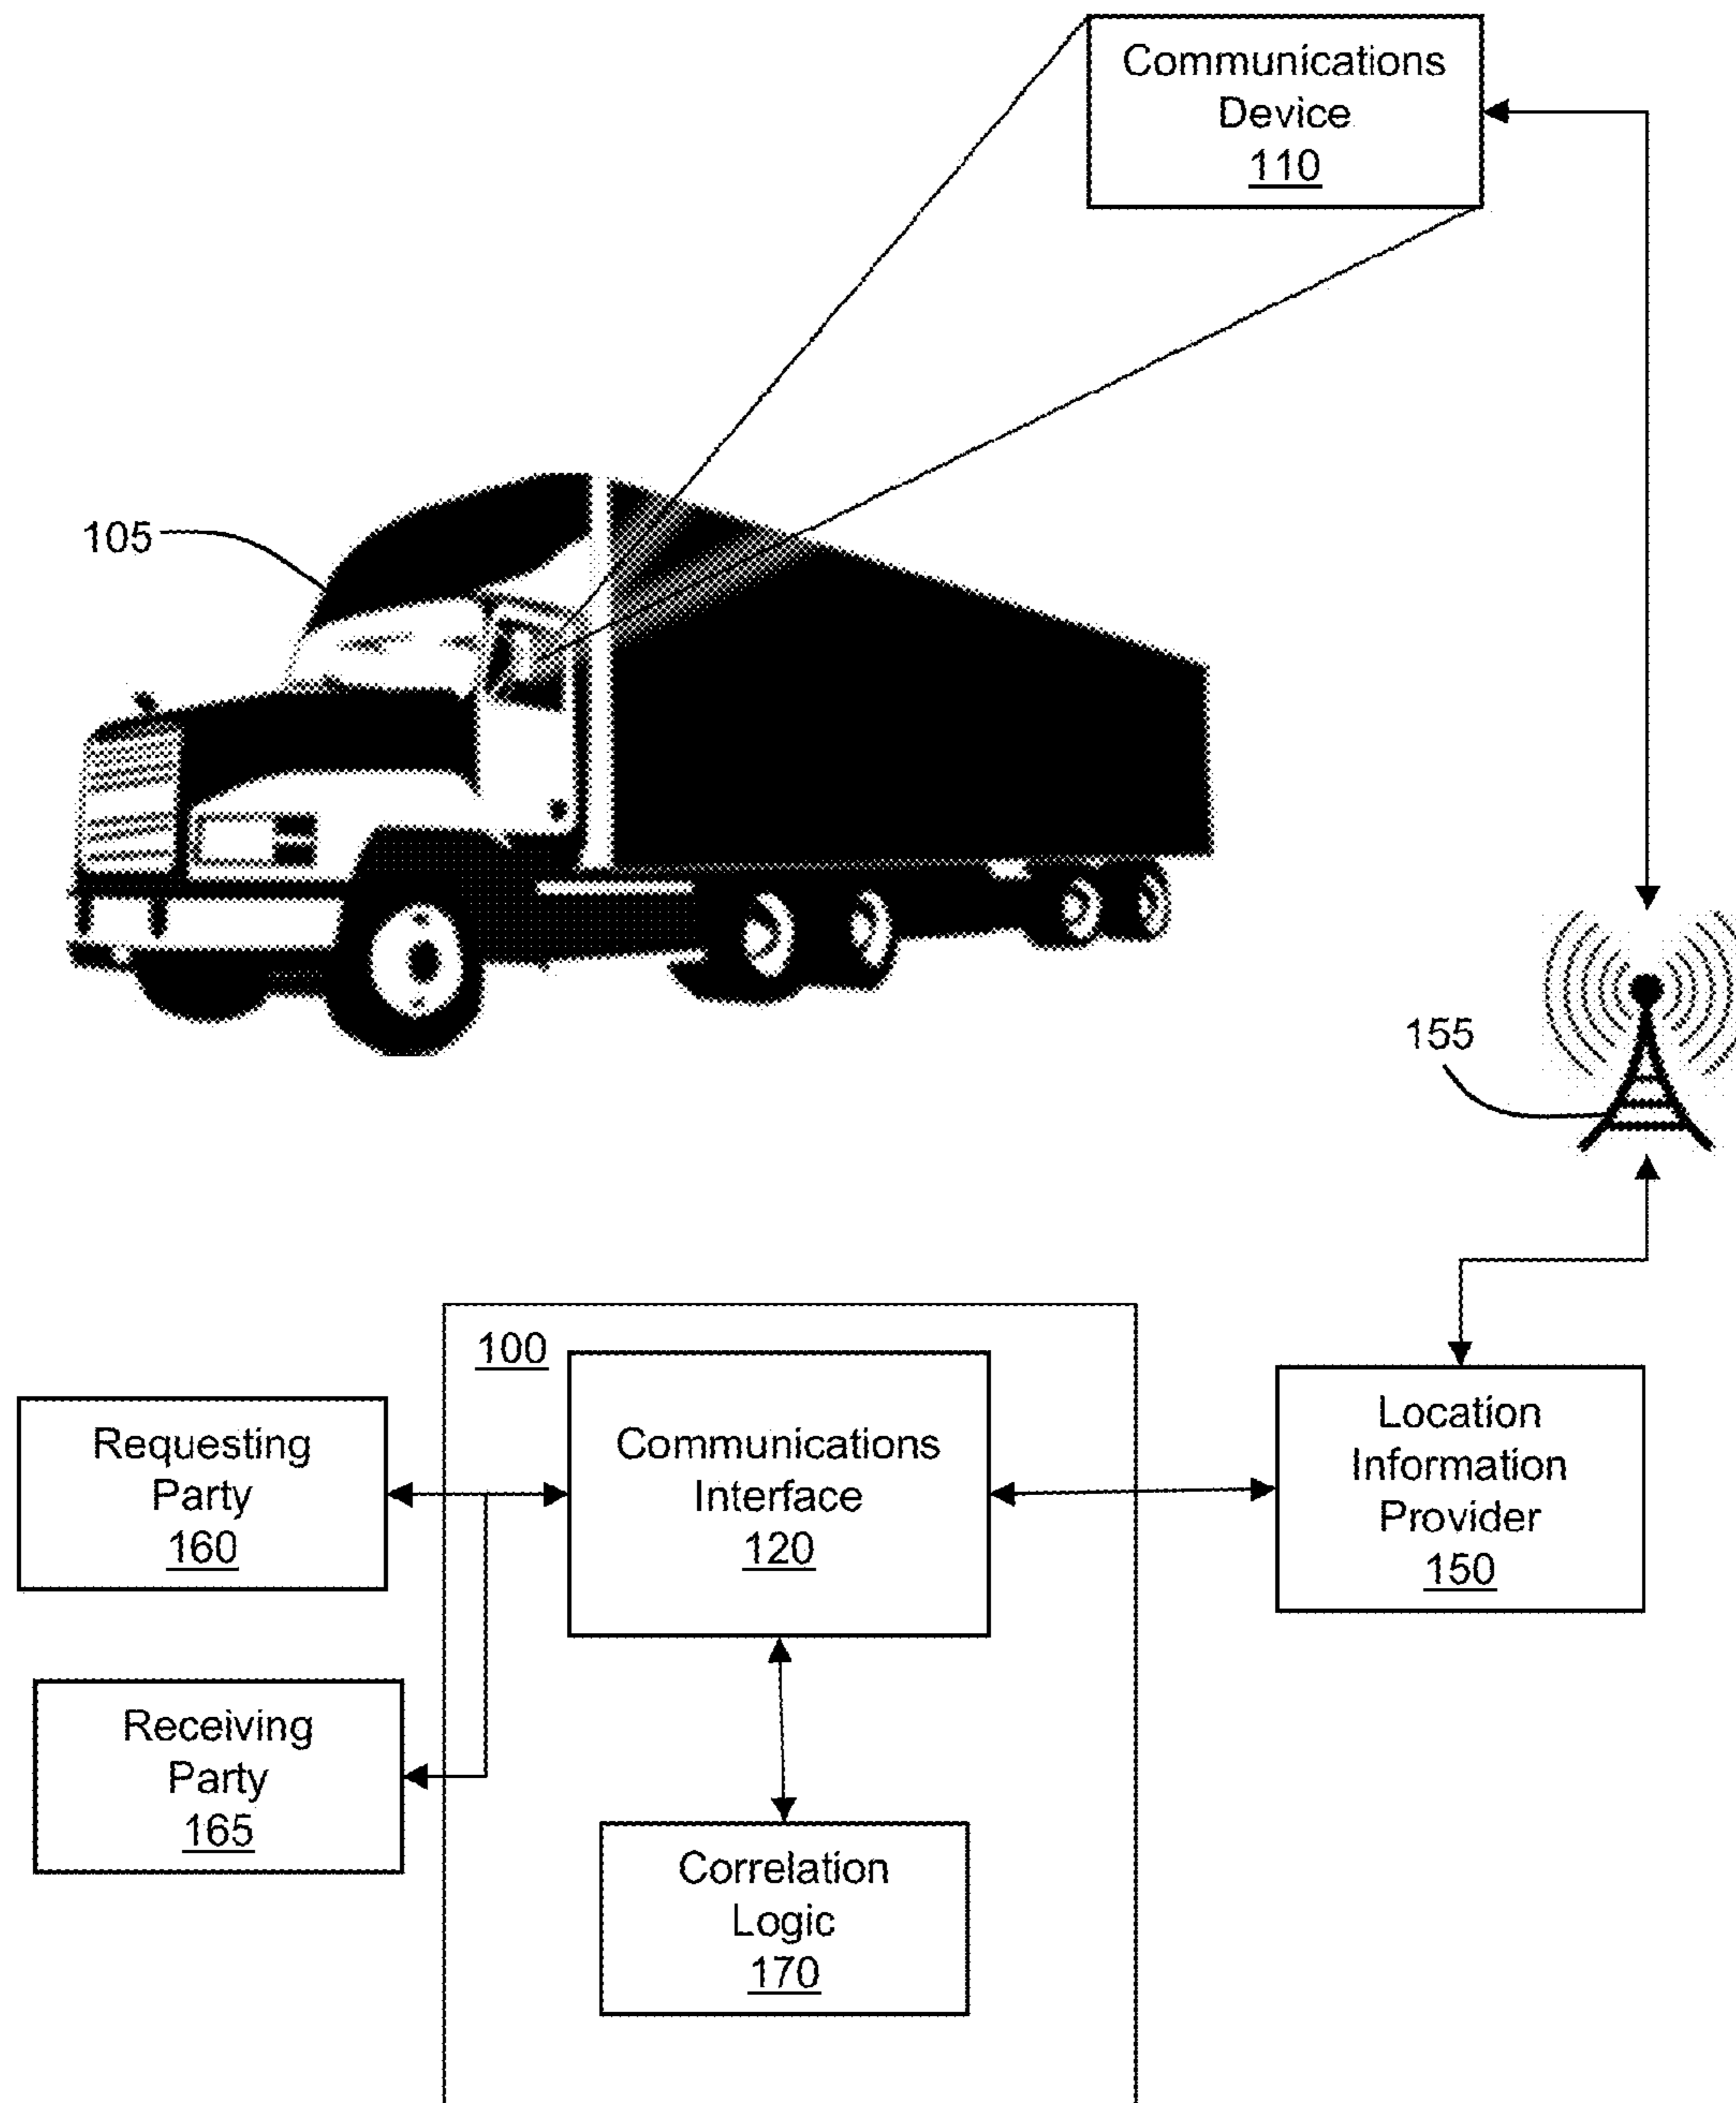 Communications
Device
110
105
155
100
Requesting
Party
160
Communications
Interface
120
Location
Information
Provider
150
Receiving
Party
165
Correlation
Logic
170